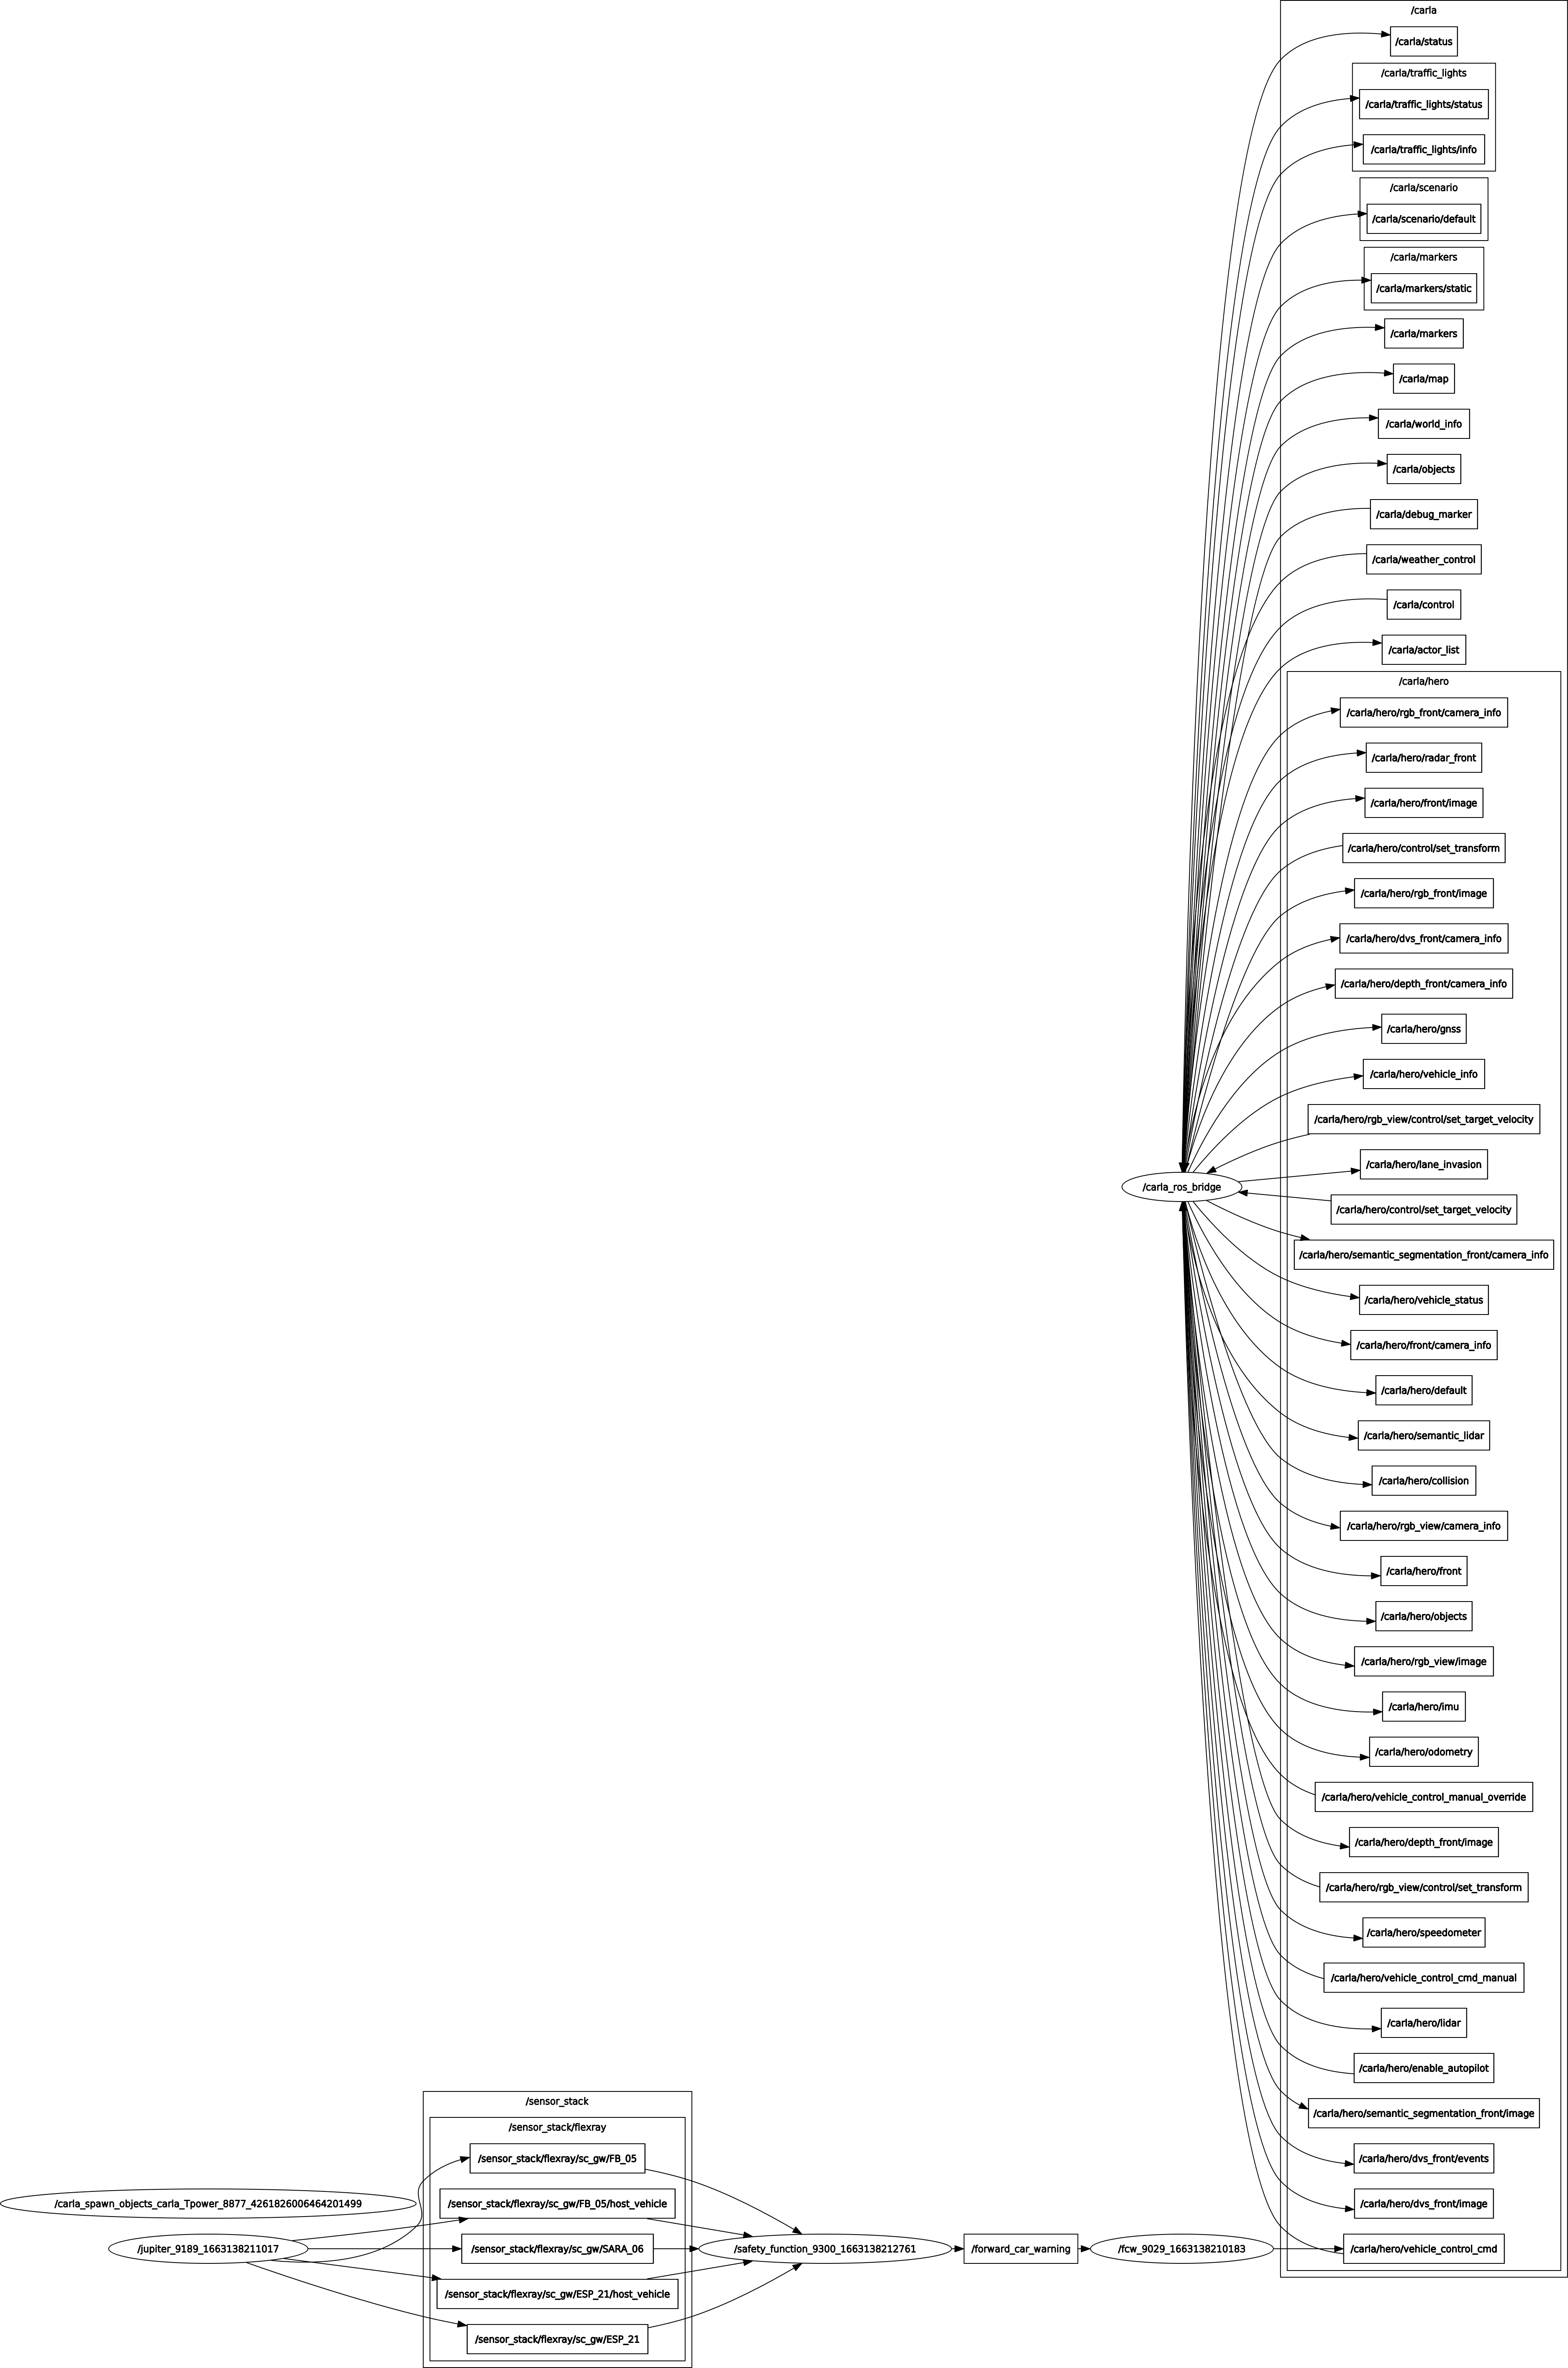 /carla
/carla/status
/carla/traffic_lights
/carla/traffic_lights/status
/carla/traffic_lights/info
/carla/scenario
/carla/scenario/default
/carla/markers
/carla/markers/static
/carla/markers
/carla/map
/carla/world_info
/carla/objects
/carla/debug_marker
/carla/weather_control
/carla/control
/carla/actor_list
/carla/hero
/carla/hero/rgb_front/camera_info
/carla/hero/radar_front
/carla/hero/front/image
/carla/hero/control/set_transform
/carla/hero/rgb_front/image
/carla/hero/dvs_front/camera_info
/carla/hero/depth_front/camera_info
/carla/hero/gnss
/carla/hero/vehicle_info
/carla/hero/rgb_view/control/set_target_velocity
/carla/hero/lane_invasion
/carla_ros_bridge
/carla/hero/control/set_target_velocity
/carla/hero/semantic_segmentation_front/camera_info
/carla/hero/vehicle_status
/carla/hero/front/camera_info
/carla/hero/default
/carla/hero/semantic_lidar
/carla/hero/collision
/carla/hero/rgb_view/camera_info
/carla/hero/front
/carla/hero/objects
/carla/hero/rgb_view/image
/carla/hero/imu
/carla/hero/odometry
/carla/hero/vehicle_control_manual_override
/carla/hero/depth_front/image
/carla/hero/rgb_view/control/set_transform
/carla/hero/speedometer
/carla/hero/vehicle_control_cmd_manual
/carla/hero/lidar
/carla/hero/enable_autopilot
/carla/hero/semantic_segmentation_front/image
/carla/hero/dvs_front/events
/carla/hero/dvs_front/image
/carla/hero/vehicle_control_cmd
/sensor_stack
/sensor_stack/flexray
/sensor_stack/flexray/sc_gw/FB_05
/carla_spawn_objects_carla_Tpower_8877_4261826006464201499
/sensor_stack/flexray/sc_gw/FB_05/host_vehicle
/jupiter_9189_1663138211017
/sensor_stack/flexray/sc_gw/SARA_06
/safety_function_9300_1663138212761
/forward_car_warning
/fcw_9029_1663138210183
/sensor_stack/flexray/sc_gw/ESP_21/host_vehicle
/sensor_stack/flexray/sc_gw/ESP_21